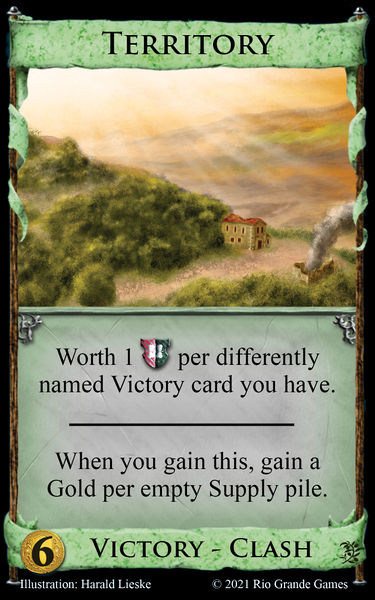 TERRITORY
Worth 1 per differently
named Victory card you have.
When you gain this, gain a
Gold per empty Supply pile.
6 VICTORY - CLASH
Illustration: Harald Lieske © 2021 Rio Grande Games